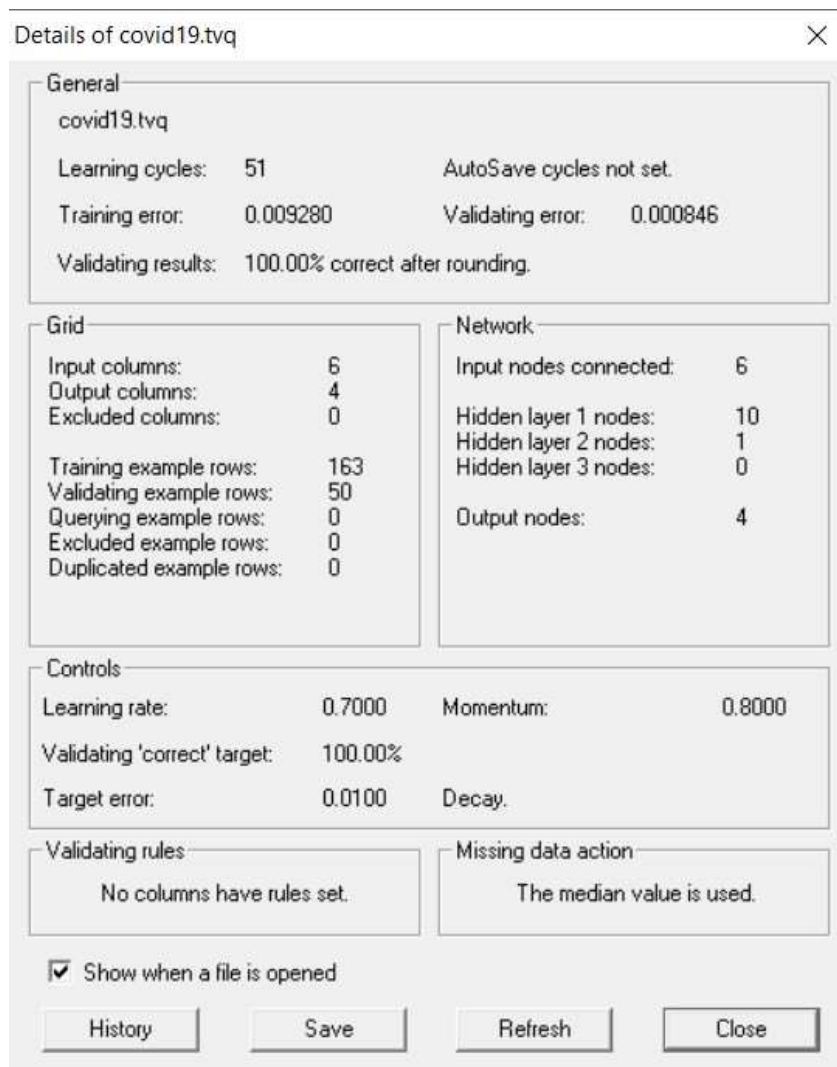 Details of covid19.tvq
General
covid19.tvq
Learning cycles: 51 AutoSave cycles not set.
Training error: 0.009280 Validating error: 0.000846
Validating results: 100.00% correct after rounding.
Grid
Input columns: 6
Output columns: 4
Excluded columns: 0
Training example rows: 163
Validating example rows: 50
Querying example rows: 0
Excluded example rows: 0
Duplicated example rows: 0
Network
Input nodes connected: 6
Hidden layer 1 nodes: 10
Hidden layer 2 nodes: 1
Hidden layer 3 nodes: 0
Output nodes: 4
Controls
Learning rate: 0.7000 Momentum: 0.8000
Validating 'correct' target: 100.00%
Target error: 0.0100 Decay.
Validating rules
No columns have rules set.
Missing data action
The median value is used.
Show when a file is opened
History Save Refresh Close